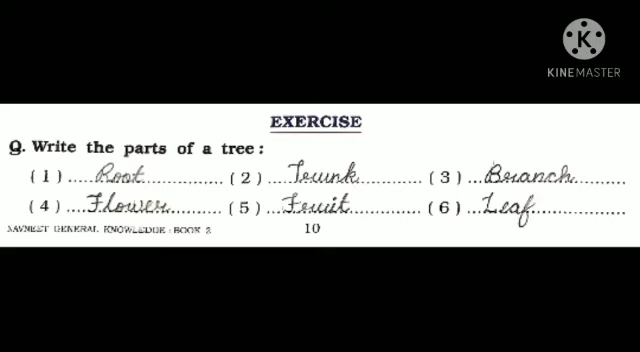 KINEMASTER
EXERCISE
Q. Write the parts of a tree :
(1) .....Root............... (2) ...Trunk............ (3) ...Branch..........
(4) ....Flower........... (5) ....Fruit............. (6) ...Leaf...................
NAVNEET GENERAL KNOWLEDGE : BOOK 2 10